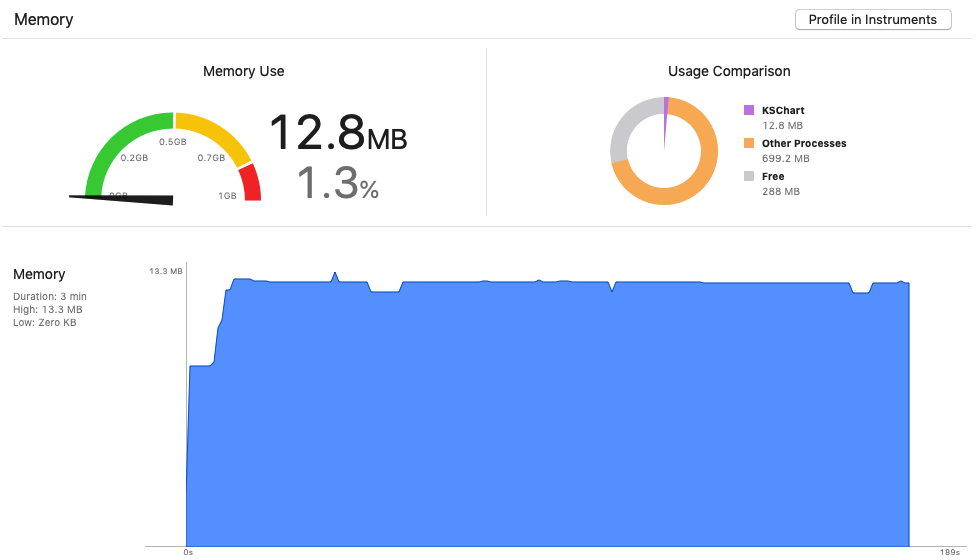 Memory
Profile in Instruments
Memory Use
Usage Comparison
0GB
0.2GB
0.5GB
0.7GB
1GB
12.8MB
1.3%
KSChart
12.8 MB
Other Processes
699.2 MB
Free
288 MB
Memory
Duration: 3 min
High: 13.3 MB
Low: Zero KB
13.3 MB
0s
189s